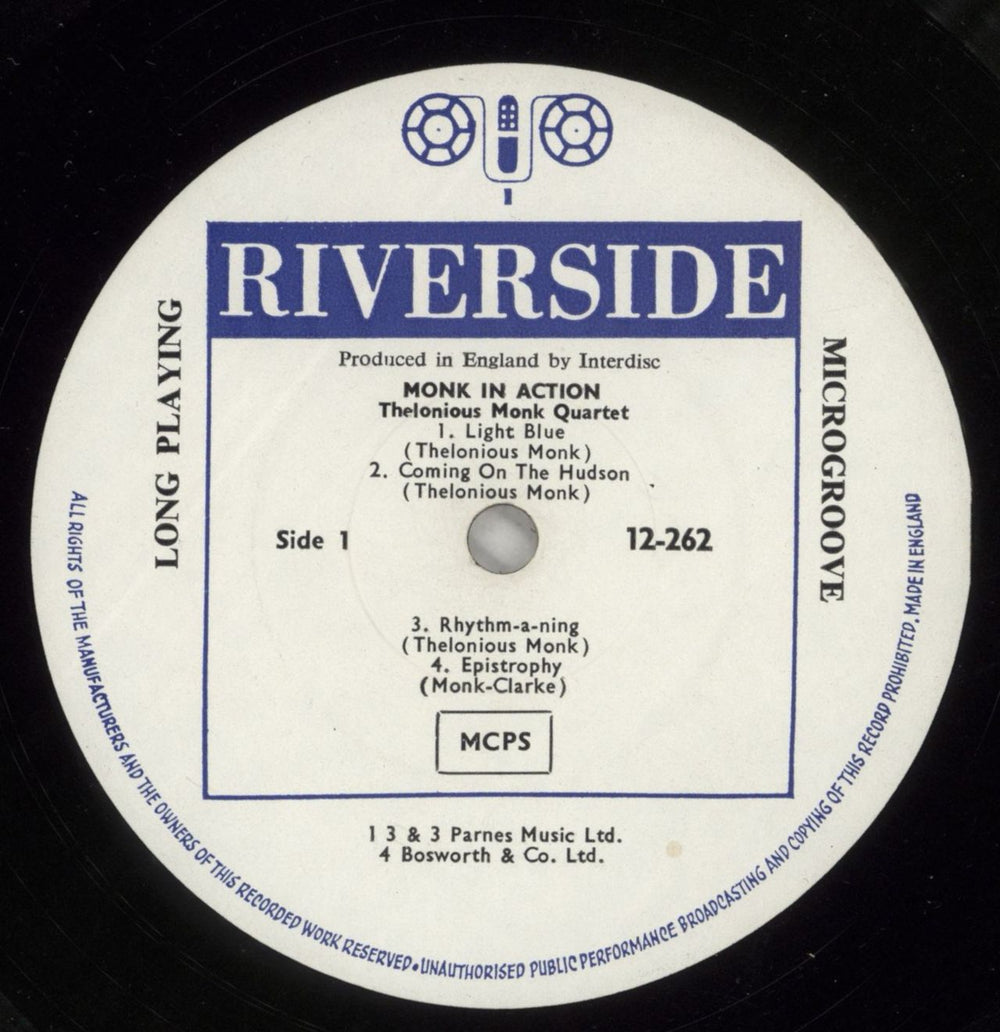 RIVERSIDE
Produced in England by Interdisc
MONK IN ACTION
Thelonious Monk Quartet
1. Light Blue
(Thelonious Monk)
2. Coming On The Hudson
(Thelonious Monk)
Side 1
12-262
3. Rhythm-a-ning
(Thelonious Monk)
4. Epistrophy
(Monk-Clarke)
MCPS
1 3 & 3 Parnes Music Ltd.
4 Bosworth & Co. Ltd.
LONG PLAYING
MICROGROOVE
ALL RIGHTS OF THE MANUFACTURERS AND THE OWNERS OF THIS RECORDED WORK RESERVED • UNAUTHORISED PUBLIC PERFORMANCE BROADCASTING AND COPYING OF THIS RECORD PROHIBITED. MADE IN ENGLAND